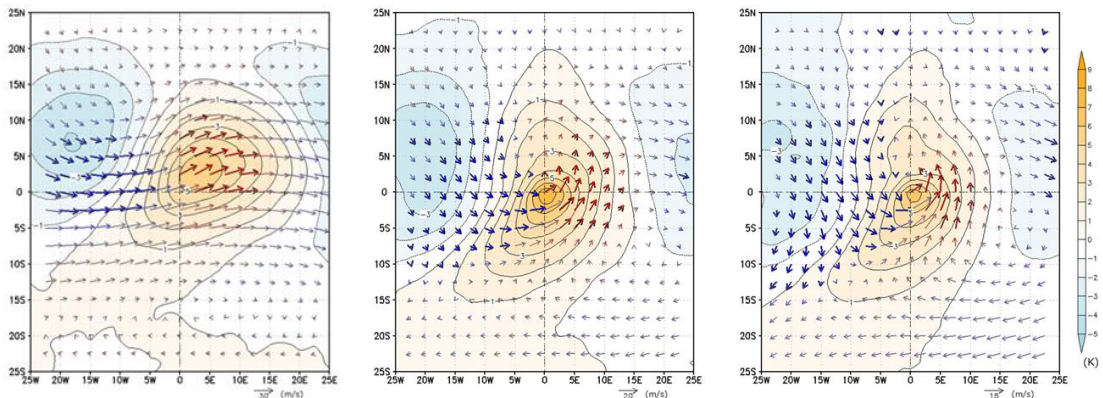 25N 25N 25N
20N 20N 20N
15N 15N 15N
10N 10N 10N
5N 5N 5N
0 0 0
5S 5S 5S
10S 10S 10S
15S 15S 15S
20S 20S 20S
25S 25S 25S
25W 20W 15W 10W 5W 0 5E 10E 15E 20E 25E
30 (m/s)
25W 20W 15W 10W 5W 0 5E 10E 15E 20E 25E
20 (m/s)
25W 20W 15W 10W 5W 0 5E 10E 15E 20E 25E
15 (m/s)
9
8
7
6
5
4
3
2
1
0
-1
-2
-3
-4
-5
(K)